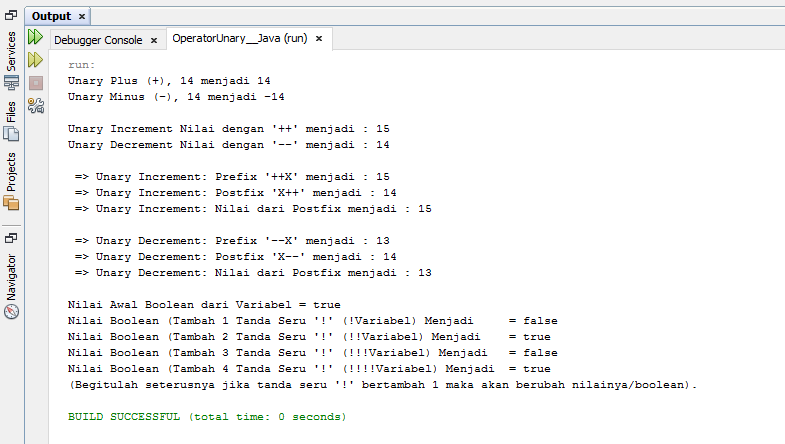 Output ×
Services
Files
Projects
Navigator
Debugger Console × OperatorUnary__Java (run) ×
run:
Unary Plus (+), 14 menjadi 14
Unary Minus (-), 14 menjadi -14
Unary Increment Nilai dengan '++' menjadi : 15
Unary Decrement Nilai dengan '--' menjadi : 14
=> Unary Increment: Prefix '++X' menjadi : 15
=> Unary Increment: Postfix 'X++' menjadi : 14
=> Unary Increment: Nilai dari Postfix menjadi : 15
=> Unary Decrement: Prefix '--X' menjadi : 13
=> Unary Decrement: Postfix 'X--' menjadi : 14
=> Unary Decrement: Nilai dari Postfix menjadi : 13
Nilai Awal Boolean dari Variabel = true
Nilai Boolean (Tambah 1 Tanda Seru '!' (!Variabel) Menjadi     = false
Nilai Boolean (Tambah 2 Tanda Seru '!' (!!Variabel) Menjadi    = true
Nilai Boolean (Tambah 3 Tanda Seru '!' (!!!Variabel) Menjadi   = false
Nilai Boolean (Tambah 4 Tanda Seru '!' (!!!!Variabel) Menjadi  = true
(Begitulah seterusnya jika tanda seru '!' bertambah 1 maka akan berubah nilainya/boolean).
BUILD SUCCESSFUL (total time: 0 seconds)